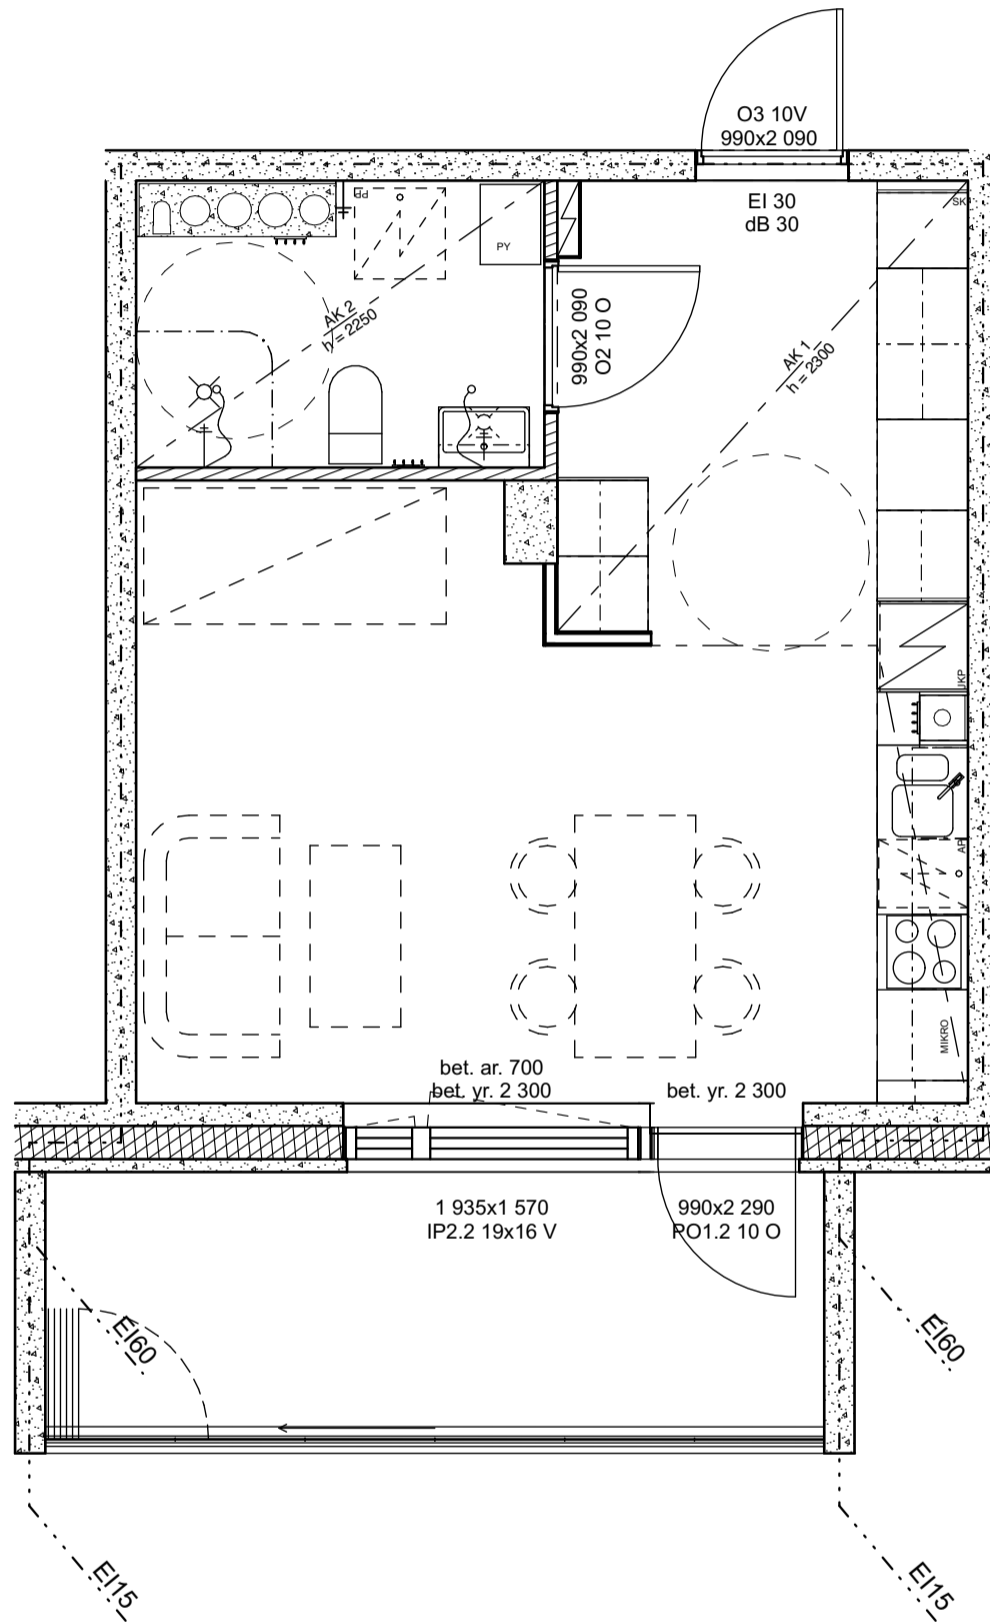 O3 10V
990x2 090
EI 30
dB 30
SK
PP
PY
AK 2
h = 2250
990x2 090
O2 10 O
AK 1
h = 2300
JKP
AP
MIKRO
bet. ar. 700
bet. yr. 2 300
bet. yr. 2 300
1 935x1 570
IP2.2 19x16 V
990x2 290
PO1.2 10 O
EI60
EI60
EI15
EI15